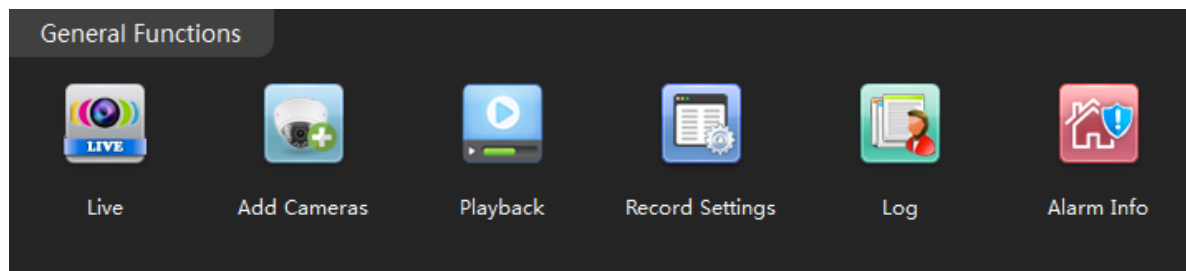 General Functions
LIVE
Live
Add Cameras
Playback
Record Settings
Log
Alarm Info